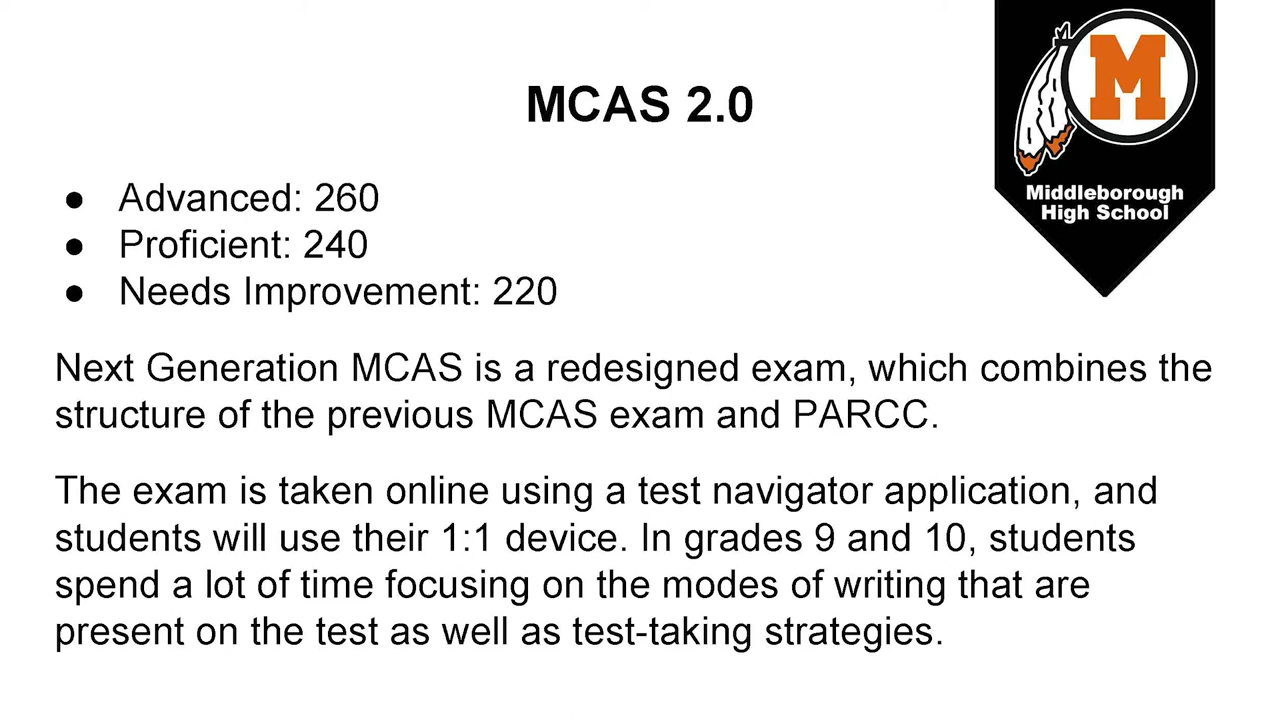 MCAS 2.0
M
Middleborough
High School
● Advanced: 260
● Proficient: 240
● Needs Improvement: 220
Next Generation MCAS is a redesigned exam, which combines the
structure of the previous MCAS exam and PARCC.
The exam is taken online using a test navigator application, and
students will use their 1:1 device. In grades 9 and 10, students
spend a lot of time focusing on the modes of writing that are
present on the test as well as test-taking strategies.